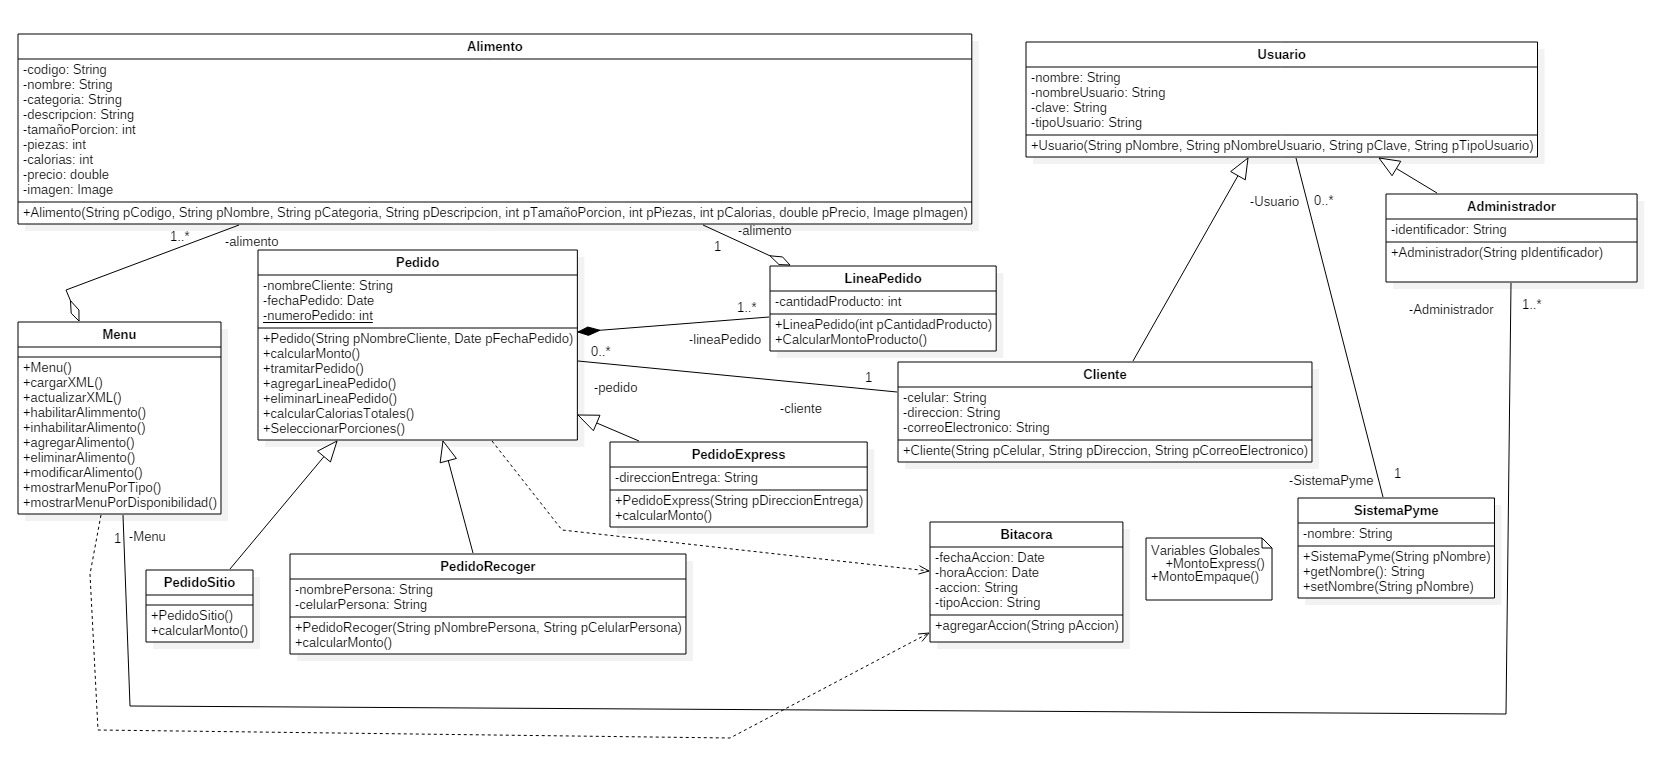 Alimento
-codigo: String
-nombre: String
-categoria: String
-descripcion: String
-tamañoPorcion: int
-piezas: int
-calorias: int
-precio: double
-imagen: Image
+Alimento(String pCodigo, String pNombre, String pCategoria, String pDescripcion, int pTamañoPorcion, int pPiezas, int pCalorias, double pPrecio, Image pImagen)
Usuario
-nombre: String
-nombreUsuario: String
-clave: String
-tipoUsuario: String
+Usuario(String pNombre, String pNombreUsuario, String pClave, String pTipoUsuario)
1..*
-alimento
-alimento
1
-Usuario
0..*
Administrador
-identificador: String
+Administrador(String pIdentificador)
-Administrador
1..*
Pedido
-nombreCliente: String
-fechaPedido: Date
-numeroPedido: int
+Pedido(String pNombreCliente, Date pFechaPedido)
+calcularMonto()
+tramitarPedido()
+agregarLineaPedido()
+eliminarLineaPedido()
+calcularCaloriasTotales()
+SeleccionarPorciones()
LineaPedido
-cantidadProducto: int
+LineaPedido(int pCantidadProducto)
+CalcularMontoProducto()
1..*
-lineaPedido
0..*
-pedido
1
-cliente
Menu
+Menu()
+cargarXML()
+actualizarXML()
+habilitarAlimmento()
+inhabilitarAlimento()
+agregarAlimento()
+eliminarAlimento()
+modificarAlimento()
+mostrarMenuPorTipo()
+mostrarMenuPorDisponibilidad()
1
-Menu
Cliente
-celular: String
-direccion: String
-correoElectronico: String
+Cliente(String pCelular, String pDireccion, String pCorreoElectronico)
PedidoExpress
-direccionEntrega: String
+PedidoExpress(String pDireccionEntrega)
+calcularMonto()
1
-SistemaPyme
SistemaPyme
-nombre: String
+SistemaPyme(String pNombre)
+getNombre(): String
+setNombre(String pNombre)
Bitacora
-fechaAccion: Date
-horaAccion: Date
-accion: String
-tipoAccion: String
+agregarAccion(String pAccion)
Variables Globales
+MontoExpress()
+MontoEmpaque()
PedidoSitio
+PedidoSitio()
+calcularMonto()
PedidoRecoger
-nombrePersona: String
-celularPersona: String
+PedidoRecoger(String pNombrePersona, String pCelularPersona)
+calcularMonto()